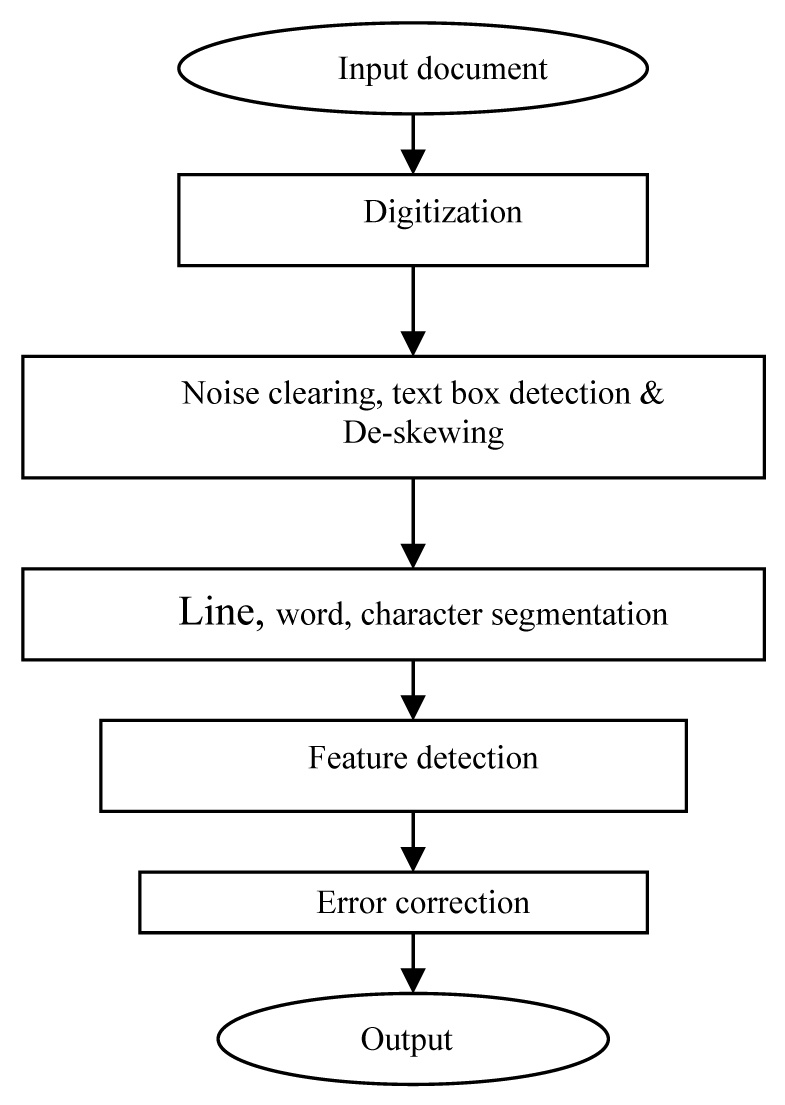 Input document
Digitization
Noise clearing, text box detection &
De-skewing
Line, word, character segmentation
Feature detection
Error correction
Output